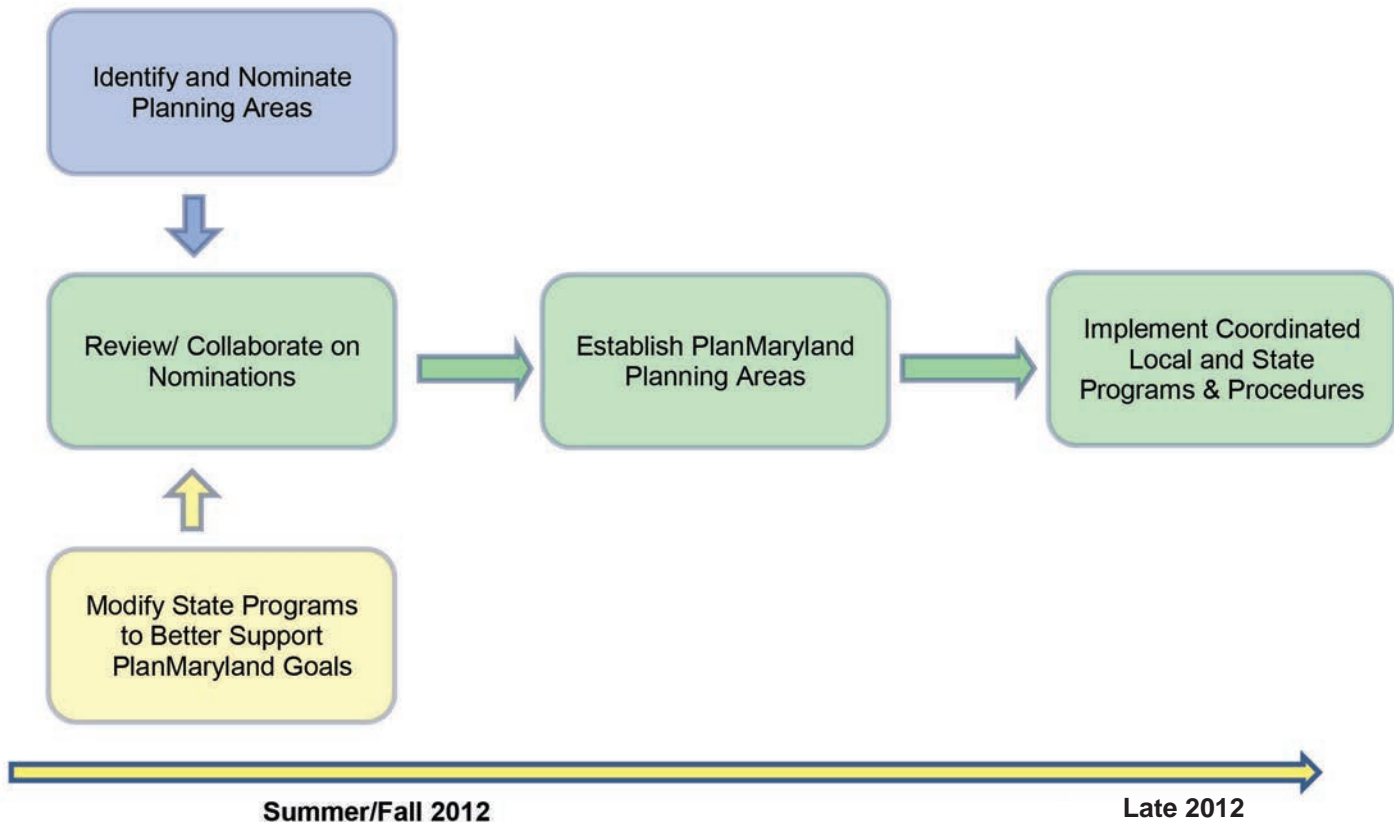 Identify and Nominate
Planning Areas
Review/ Collaborate on
Nominations
Establish PlanMaryland
Planning Areas
Implement Coordinated
Local and State
Programs & Procedures
Modify State Programs
to Better Support
PlanMaryland Goals
Summer/Fall 2012
Late 2012